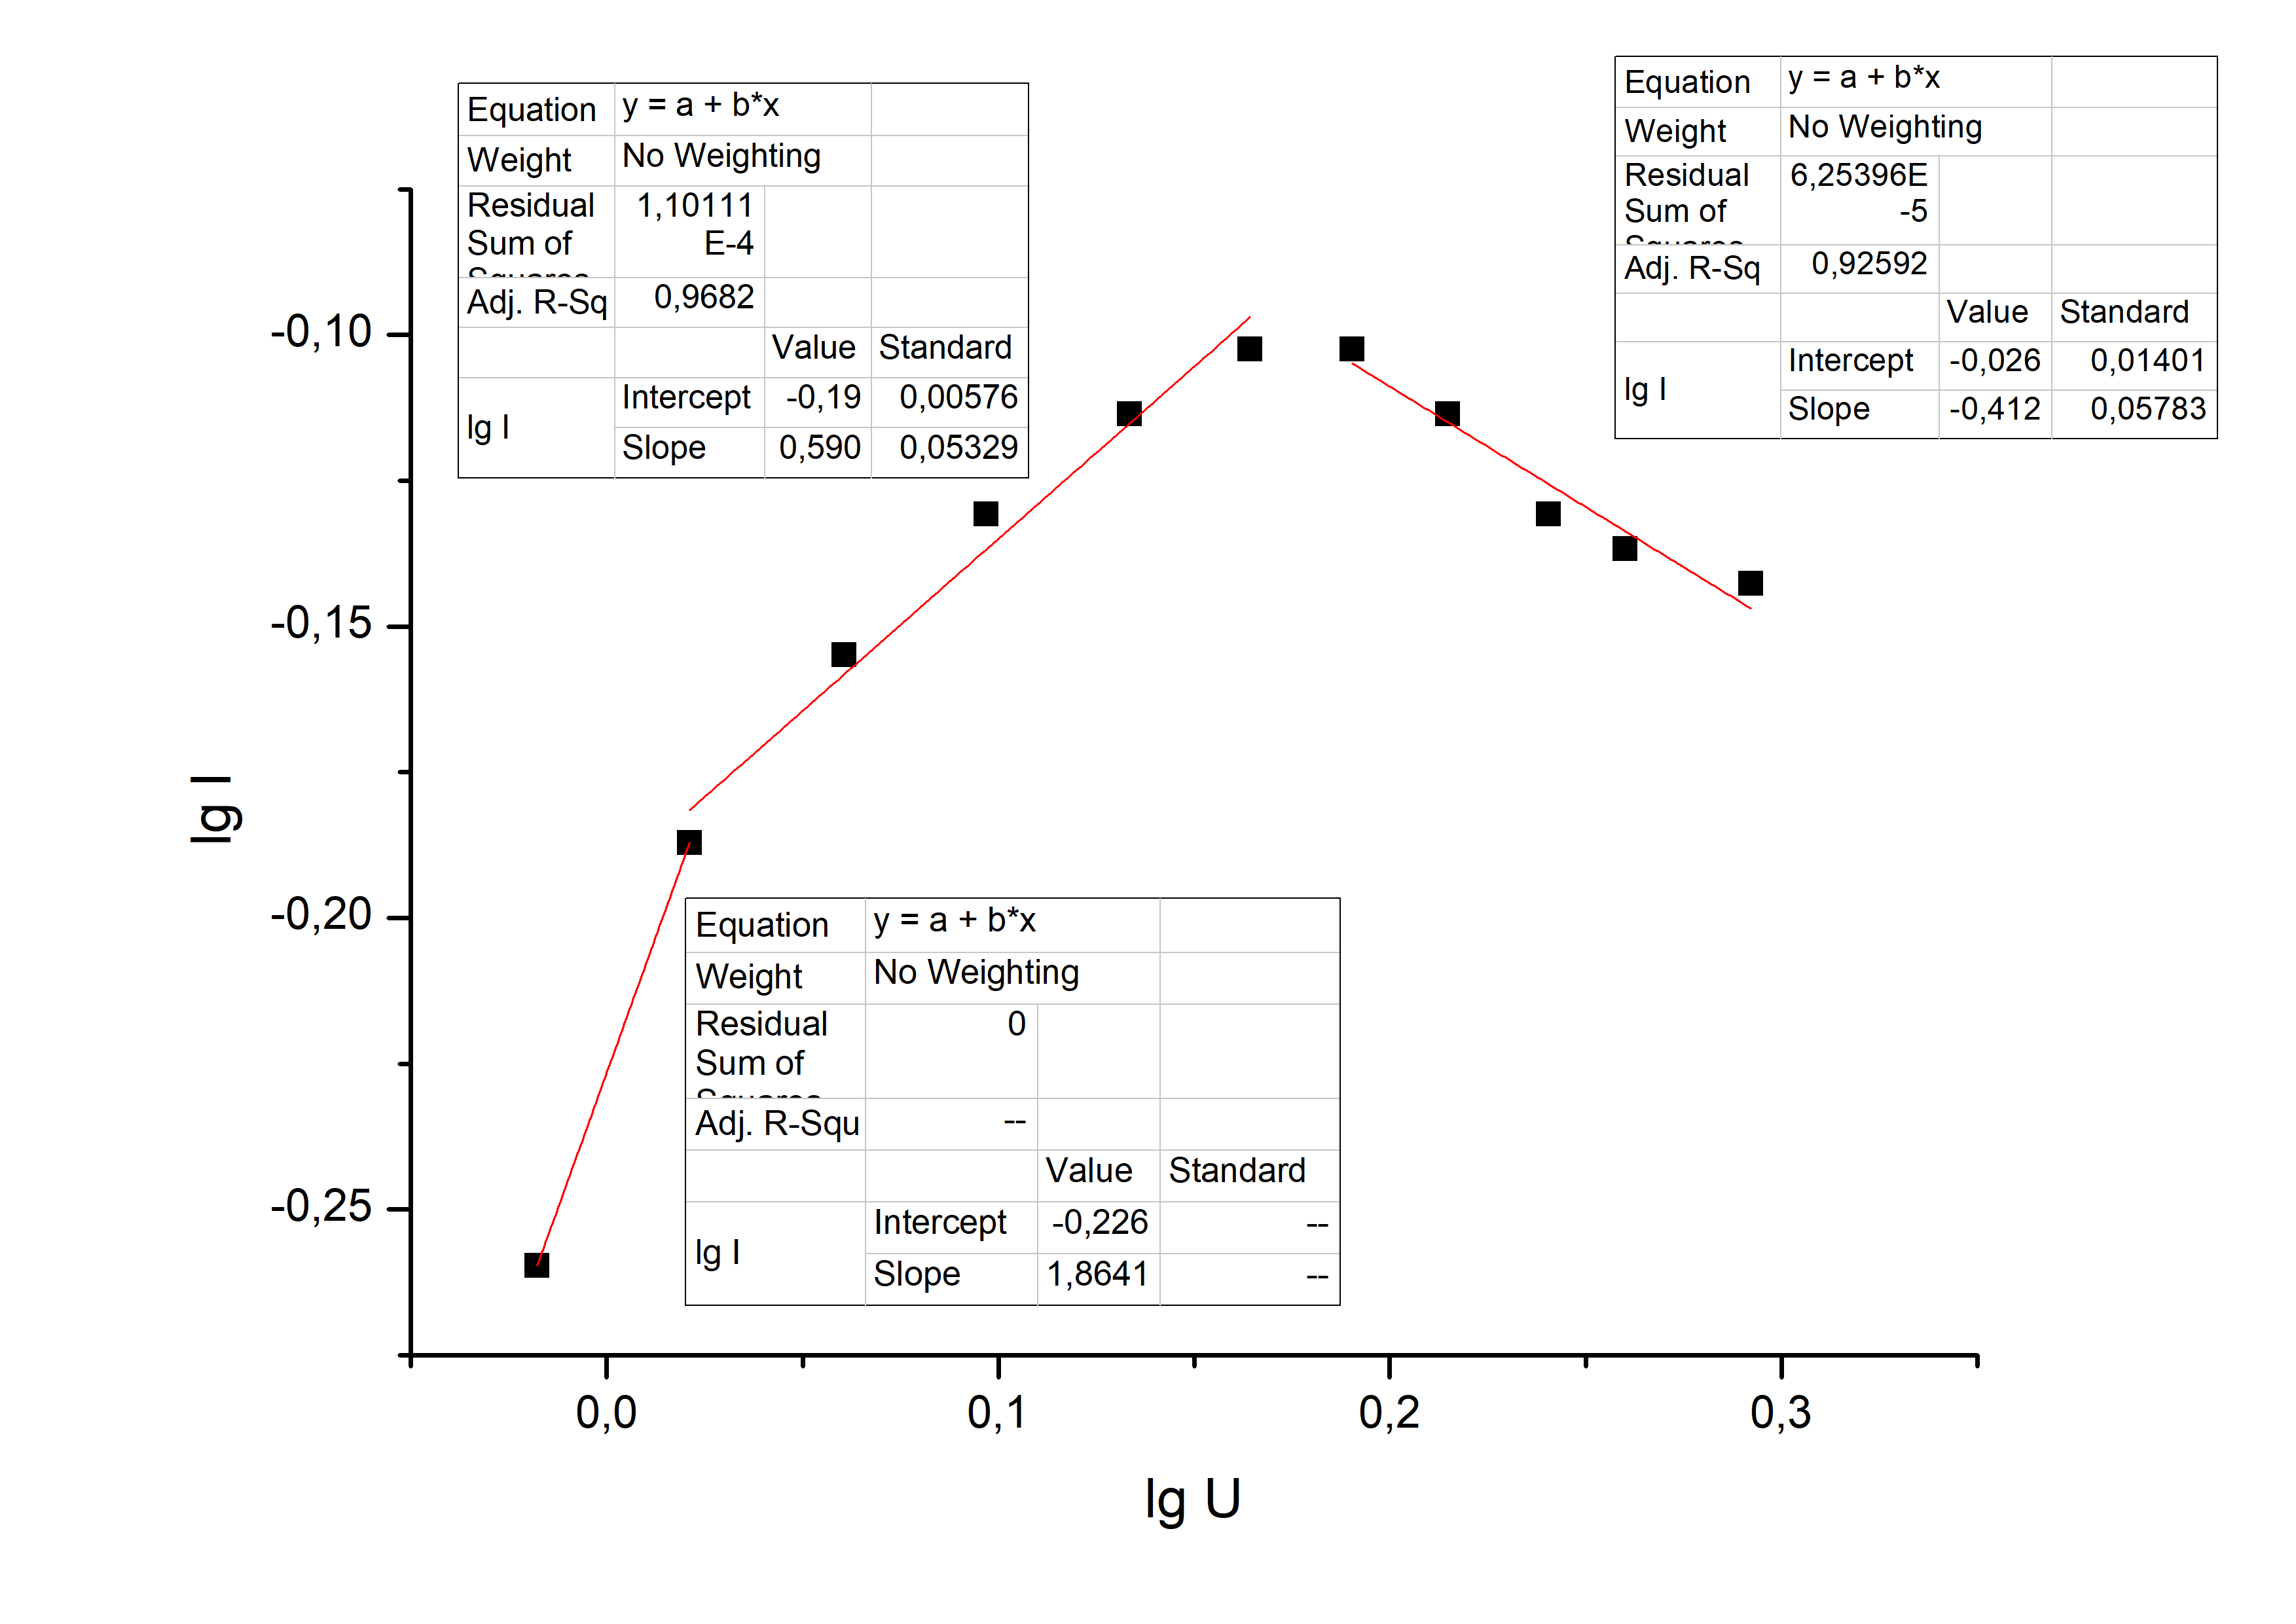 Equation y = a + b*x
Weight No Weighting
Residual 1,10111
Sum of E-4
Squares
Adj. R-Sq 0,9682
Value Standard
lg I
Intercept -0,19 0,00576
Slope 0,590 0,05329
Equation y = a + b*x
Weight No Weighting
Residual 6,25396E
Sum of -5
Squares
Adj. R-Sq 0,92592
Value Standard
lg I
Intercept -0,026 0,01401
Slope -0,412 0,05783
-0,10
-0,15
-0,20
-0,25
lg I
Equation y = a + b*x
Weight No Weighting
Residual 0
Sum of
Squares
Adj. R-Squ --
Value Standard
lg I
Intercept -0,226 --
Slope 1,8641 --
0,0 0,1 0,2 0,3
lg U